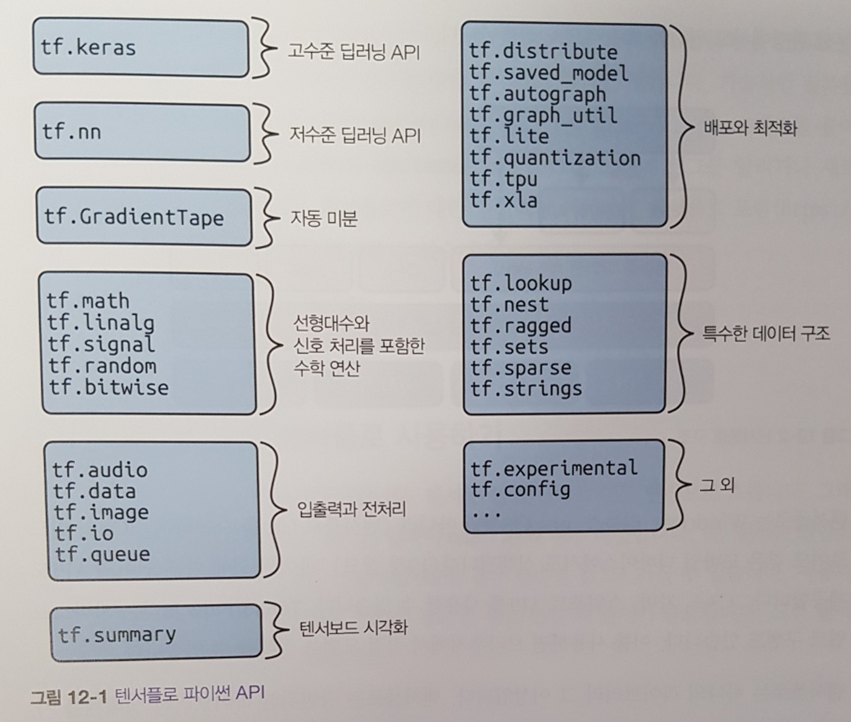 tf.keras
고수준 딥러닝 API
tf.nn
저수준 딥러닝 API
tf.GradientTape
자동 미분
tf.math
tf.linalg
tf.signal
tf.random
tf.bitwise
선형대수와
신호 처리를 포함한
수학 연산
tf.audio
tf.data
tf.image
tf.io
tf.queue
입출력과 전처리
tf.summary
텐서보드 시각화
tf.distribute
tf.saved_model
tf.autograph
tf.graph_util
tf.lite
tf.quantization
tf.tpu
tf.xla
배포와 최적화
tf.lookup
tf.nest
tf.ragged
tf.sets
tf.sparse
tf.strings
특수한 데이터 구조
tf.experimental
tf.config
...
그 외
그림 12-1 텐서플로 파이썬 API